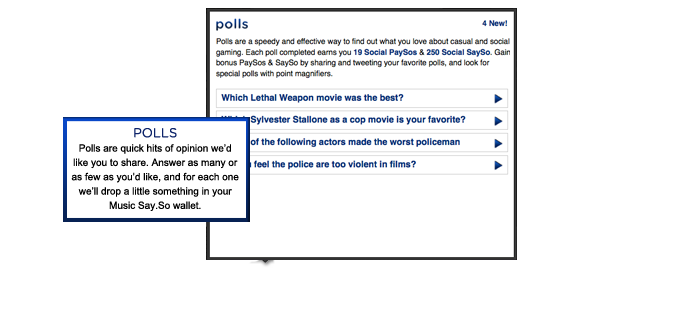 polls
4 New!
Polls are a speedy and effective way to find out what you love about casual and social
gaming. Each poll completed earns you 19 Social PaySos & 250 Social SaySo. Gain
bonus PaySos & SaySo by sharing and tweeting your favorite polls, and look for
special polls with point magnifiers.
Which Lethal Weapon movie was the best?
Sylvester Stallone as a cop movie is your favorite?
of the following actors made the worst policeman
feel the police are too violent in films?
POLLS
Polls are quick hits of opinion we'd
like you to share. Answer as many or
as few as you'd like, and for each one
we'll drop a little something in your
Music Say.So wallet.